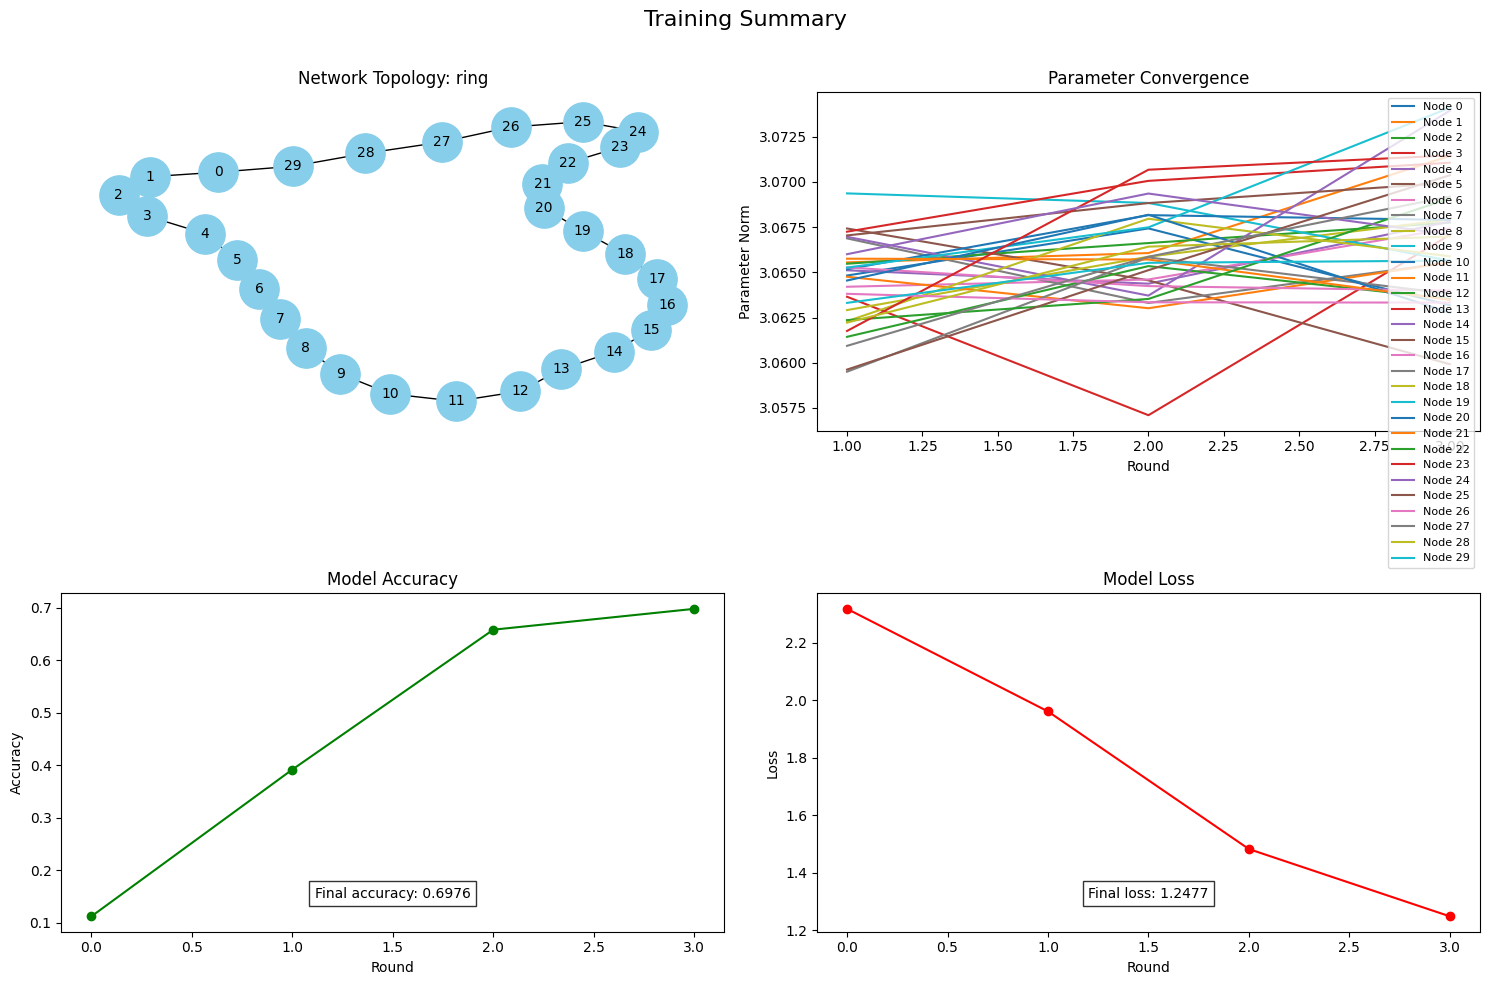 Training Summary
Network Topology: ring
0
1
2
3
4
5
6
7
8
9
10
11
12
13
14
15
16
17
18
19
20
21
22
23
24
25
26
27
28
29
Parameter Convergence
Parameter Norm
3.0725
3.0700
3.0675
3.0650
3.0625
3.0600
3.0575
1.00 1.25 1.50 1.75 2.00 2.25 2.50 2.75 3.00
Round
Node 0
Node 1
Node 2
Node 3
Node 4
Node 5
Node 6
Node 7
Node 8
Node 9
Node 10
Node 11
Node 12
Node 13
Node 14
Node 15
Node 16
Node 17
Node 18
Node 19
Node 20
Node 21
Node 22
Node 23
Node 24
Node 25
Node 26
Node 27
Node 28
Node 29
Model Accuracy
Accuracy
0.7
0.6
0.5
0.4
0.3
0.2
0.1
Final accuracy: 0.6976
0.0 0.5 1.0 1.5 2.0 2.5 3.0
Round
Model Loss
Loss
2.2
2.0
1.8
1.6
1.4
1.2
Final loss: 1.2477
0.0 0.5 1.0 1.5 2.0 2.5 3.0
Round